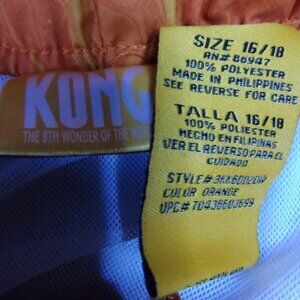 KONG
THE 8TH WONDER OF THE WO
SIZE 16/18
RN# 86947
100% POLYESTER
MADE IN PHILIPPINES
SEE REVERSE FOR CARE
TALLA 16/18
100% POLIESTER
HECHO EN FILIPINAS
VER EL REVERSO PARA EL
CUIDADO
COLOR ORANGE